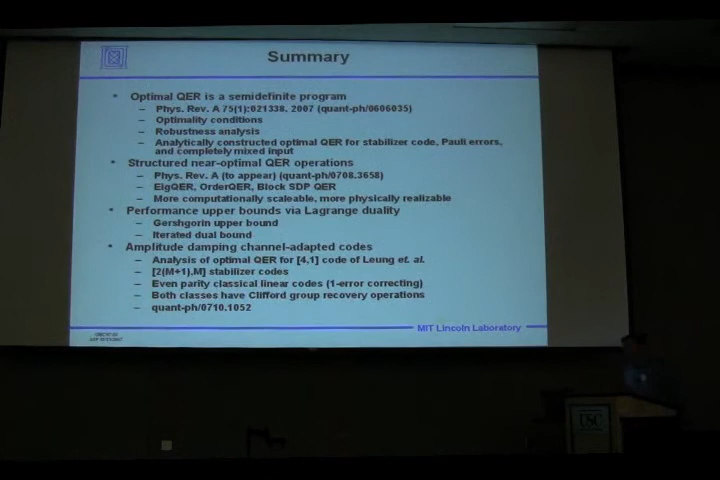 Summary
• Optimal QER is a semidefinite program
– Phys. Rev. A 75(1):021338, 2007 (quant-ph/0606035)
– Optimality conditions
– Robustness analysis
– Analytically constructed optimal QER for stabilizer code, Pauli errors,
and completely mixed input
• Structured near-optimal QER operations
– Phys. Rev. A (to appear) (quant-ph/0708.3658)
– EigQER, OrderQER, Block SDP QER
– More computationally scaleable, more physically realizable
• Performance upper bounds via Lagrange duality
– Gershgorin upper bound
– Iterated dual bound
• Amplitude damping channel-adapted codes
– Analysis of optimal QER for [4,1] code of Leung et. al.
– [2(M+1),M] stabilizer codes
– Even parity classical linear codes (1-error correcting)
– Both classes have Clifford group recovery operations
– quant-ph/0710.1052
MIT Lincoln Laboratory
USC